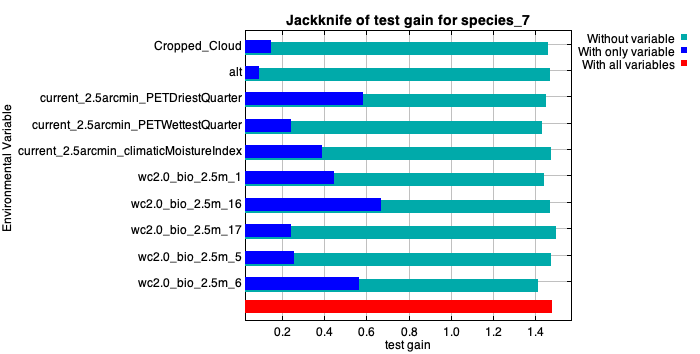 Jackknife of test gain for species_7
Without variable
With only variable
With all variables
Environmental Variable
Cropped_Cloud
alt
current_2.5arcmin_PETDriestQuarter
current_2.5arcmin_PETWettestQuarter
current_2.5arcmin_climaticMoistureIndex
wc2.0_bio_2.5m_1
wc2.0_bio_2.5m_16
wc2.0_bio_2.5m_17
wc2.0_bio_2.5m_5
wc2.0_bio_2.5m_6
0.2 0.4 0.6 0.8 1.0 1.2 1.4
test gain